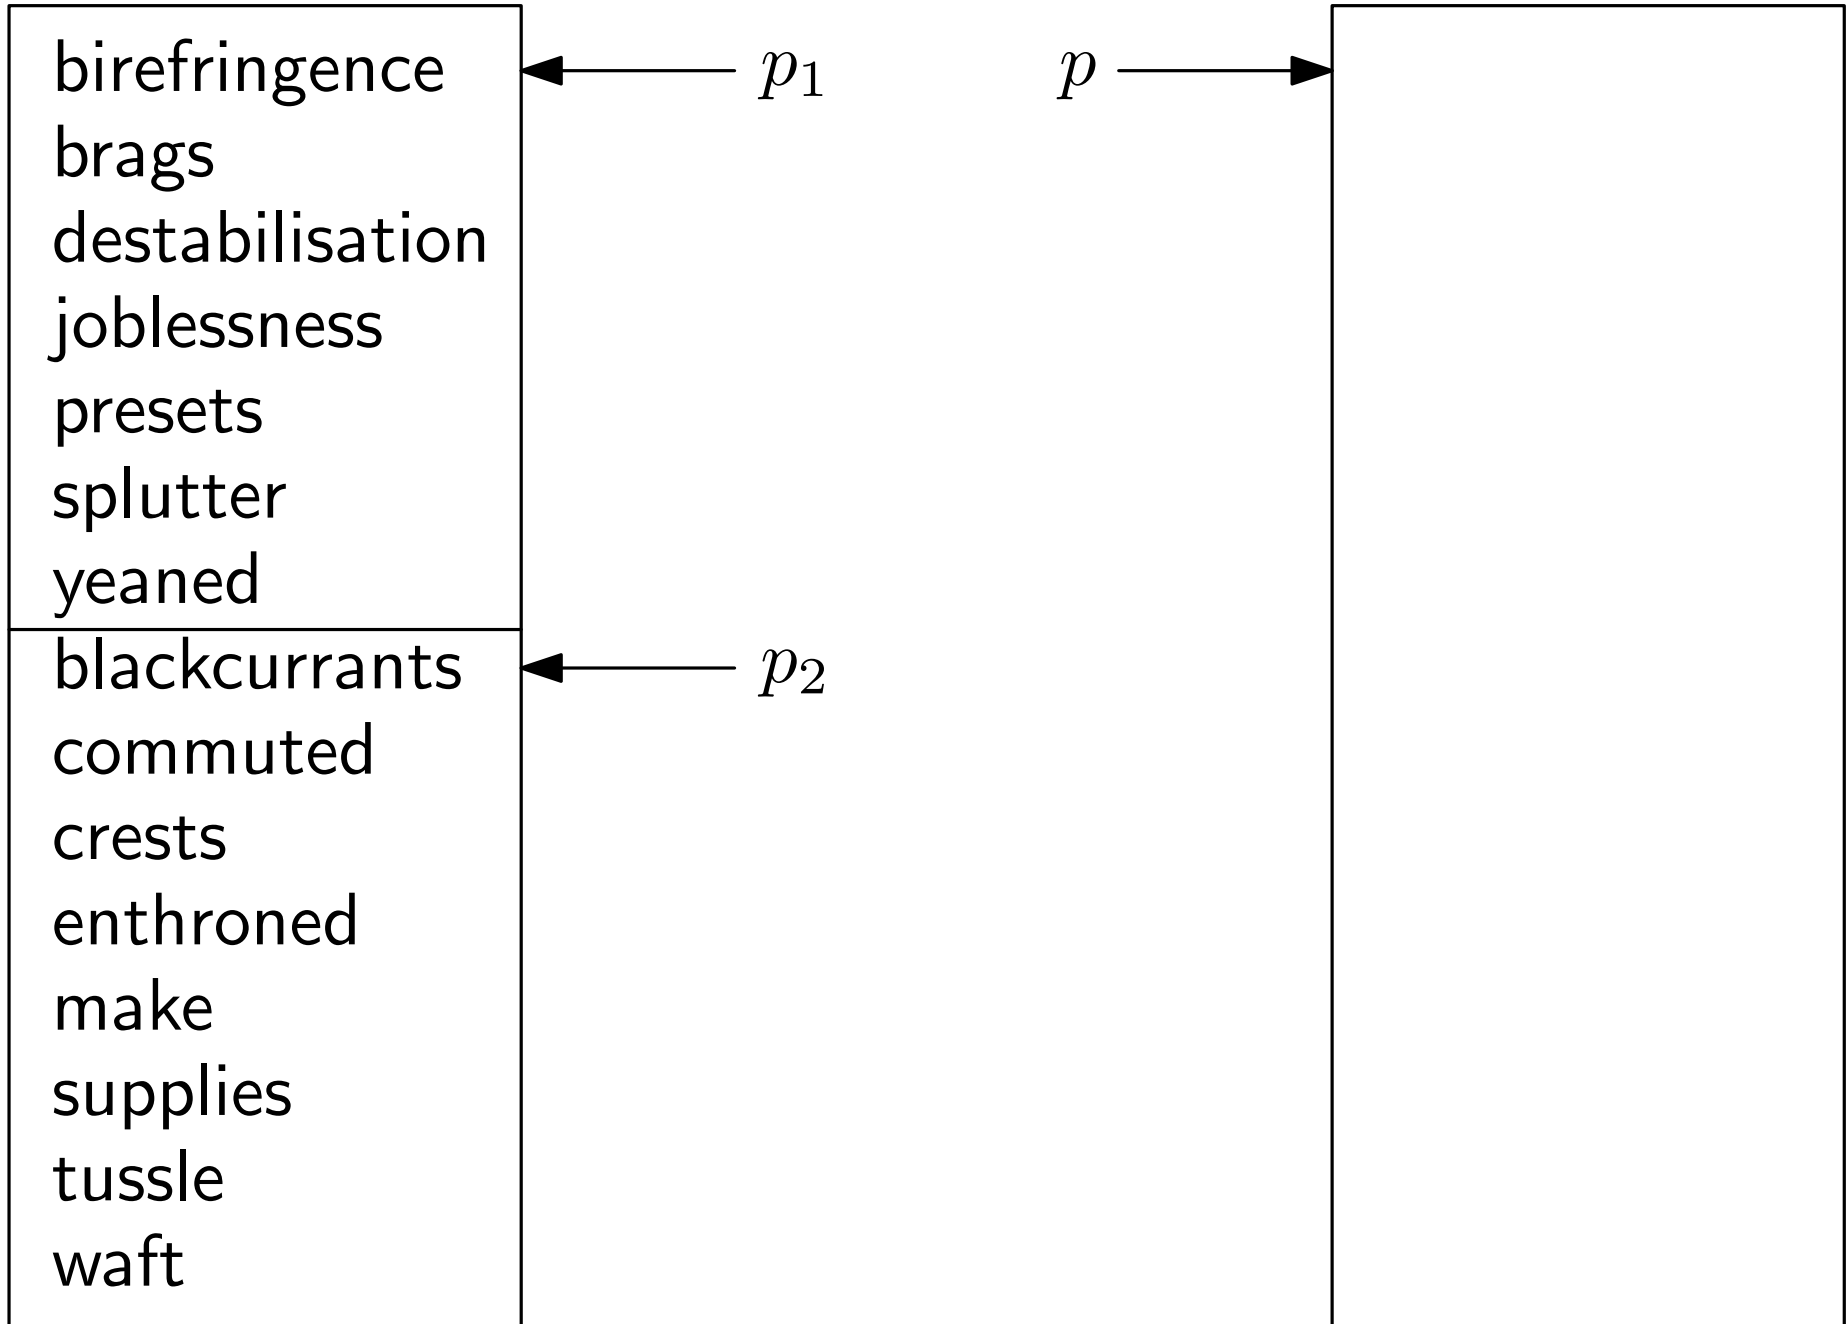 birefringence p₁ p
brags
destabilisation
joblessness
presets
splutter
yeaned
blackcurrants p₂
commuted
crests
enthroned
make
supplies
tussle
waft